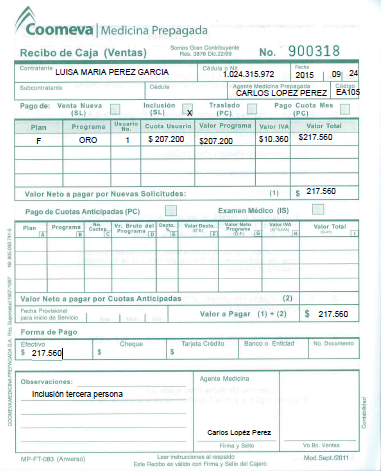 Coomeva Medicina Prepagada
Recibo de Caja (Ventas) Somos Gran Contribuyente Res. 3878 Dic.22/99 No. 900318
Contratante LUISA MARIA PEREZ GARCIA Cédula o Nit 1.024.315.972 Fecha 2015 09 24
Subcontratante Cédula Agente Medicina Prepagada CARLOS LOPEZ PEREZ Código EA105
Pago de: Venta Nueva (SL) Inclusión (SL) X Traslado (PC) Pago Cuota Mes (PC)
Plan Programa Usuario No. Cuota Usuario Valor Programa Valor IVA Valor Total
F ORO 1 $ 207.200 $207.200 $10.360 $217.560
Valor Neto a pagar por Nuevas Solicitudes: (1) $ 217.560
Pago de Cuotas Anticipadas (PC) Examen Médico (IS)
Plan A Programa B No. Cuotas C Vr. Bruto del Programa D Dscto. % E Valor Dscto. F Valor Neto Programa G Valor IVA H Valor Total I
Valor Neto a pagar por Cuotas Anticipadas (2)
Fecha Provisional para inicio de Servicio Valor a Pagar (1) + (2) $ 217.560
Forma de Pago
Efectivo Cheque Tarjeta Crédito Banco o Entidad No. Documento
$ 217.560
Observaciones: Agente Medicina
Inclusión tercera persona
Carlos Lopéz Perez
Firma y Sello Vo.Bo. Ventas
MP-FT-083 (Anverso) Leer instrucciones al respaldo Mod.Sept./2011
Este Recibo es válido con Firma y Sello del Cajero
Contabilidad
COOMEVA MEDICINA PREPAGADA S.A.